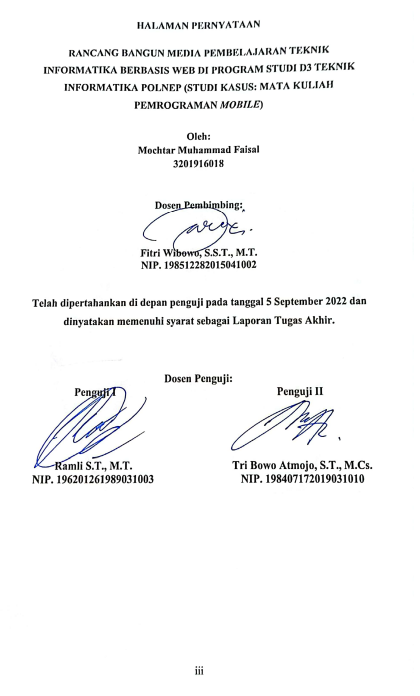 HALAMAN PERNYATAAN
RANCANG BANGUN MEDIA PEMBELAJARAN TEKNIK
INFORMATIKA BERBASIS WEB DI PROGRAM STUDI D3 TEKNIK
INFORMATIKA POLNEP (STUDI KASUS: MATA KULIAH
PEMROGRAMAN MOBILE)
Oleh:
Mochtar Muhammad Faisal
3201916018
Dosen Pembimbing:
Fitri Wibowo, S.S.T., M.T.
NIP. 198512282015041002
Telah dipertahankan di depan penguji pada tanggal 5 September 2022 dan
dinyatakan memenuhi syarat sebagai Laporan Tugas Akhir.
Dosen Penguji:
Penguji I
Penguji II
Ramli S.T., M.T.
Tri Bowo Atmojo, S.T., M.Cs.
NIP. 196201261989031003
NIP. 198407172019031010
iii